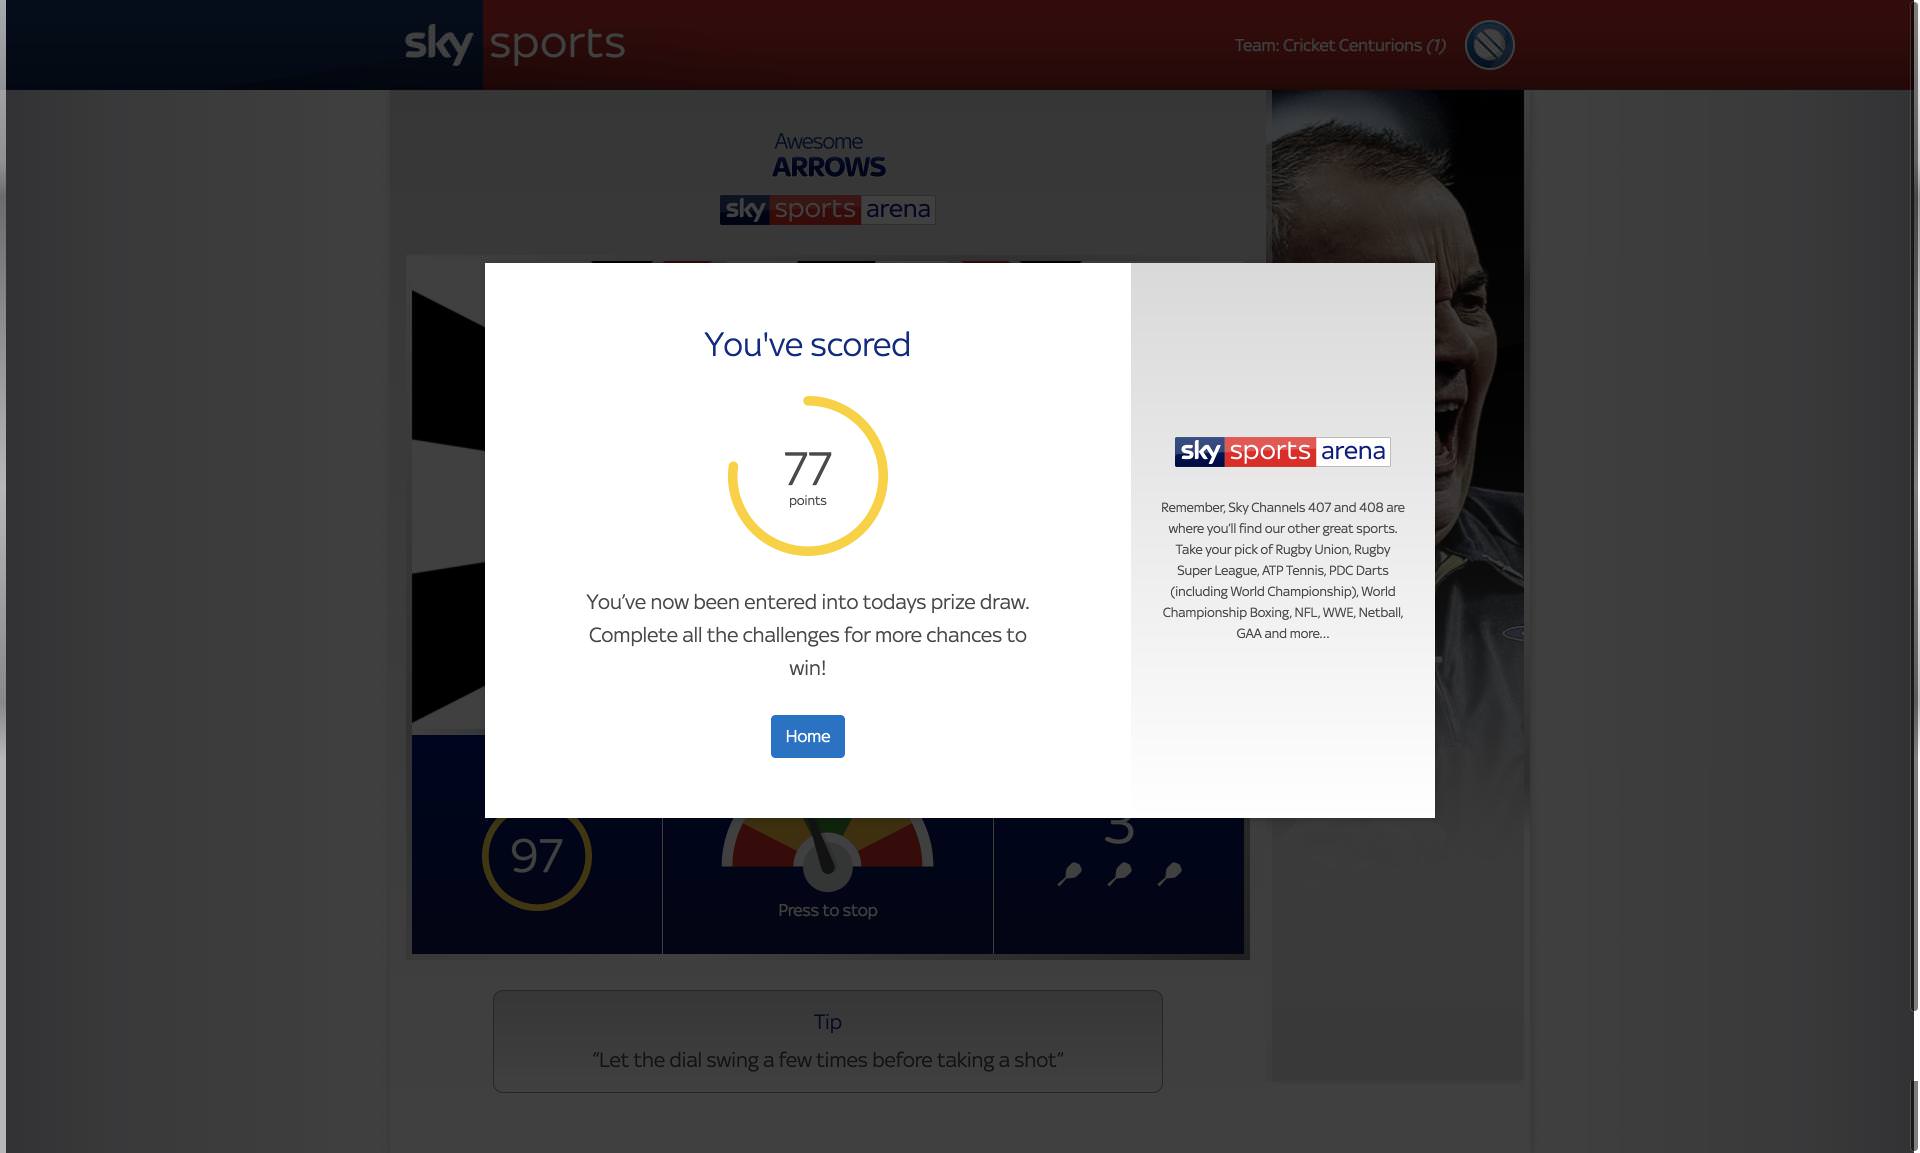 sky sports
Team: Cricket Centurions (1)
Awesome
ARROWS
sky sports arena
You've scored
77
points
You’ve now been entered into todays prize draw.
Complete all the challenges for more chances to
win!
Home
sky sports arena
Remember, Sky Channels 407 and 408 are
where you’ll find our other great sports.
Take your pick of Rugby Union, Rugby
Super League, ATP Tennis, PDC Darts
(including World Championship), World
Championship Boxing, NFL, WWE, Netball,
GAA and more...
97
Press to stop
3
Tip
“Let the dial swing a few times before taking a shot”